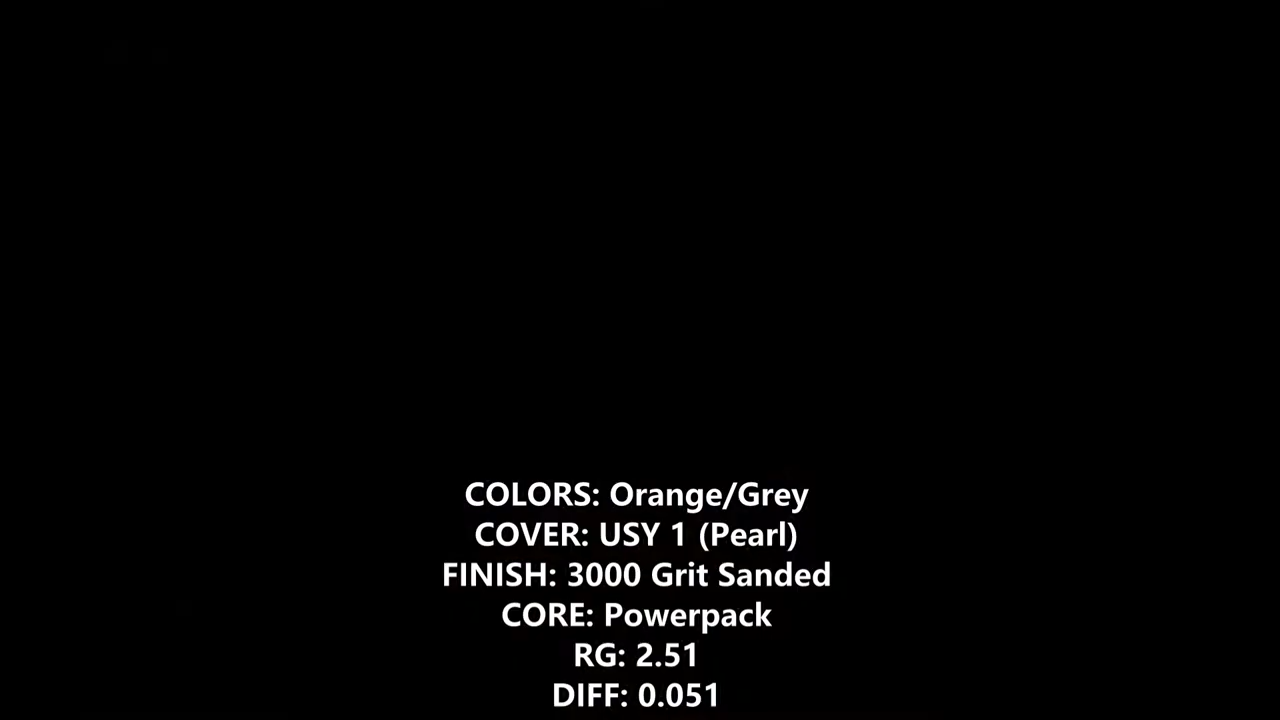 COLORS: Orange/Grey
COVER: USY 1 (Pearl)
FINISH: 3000 Grit Sanded
CORE: Powerpack
RG: 2.51
DIFF: 0.051